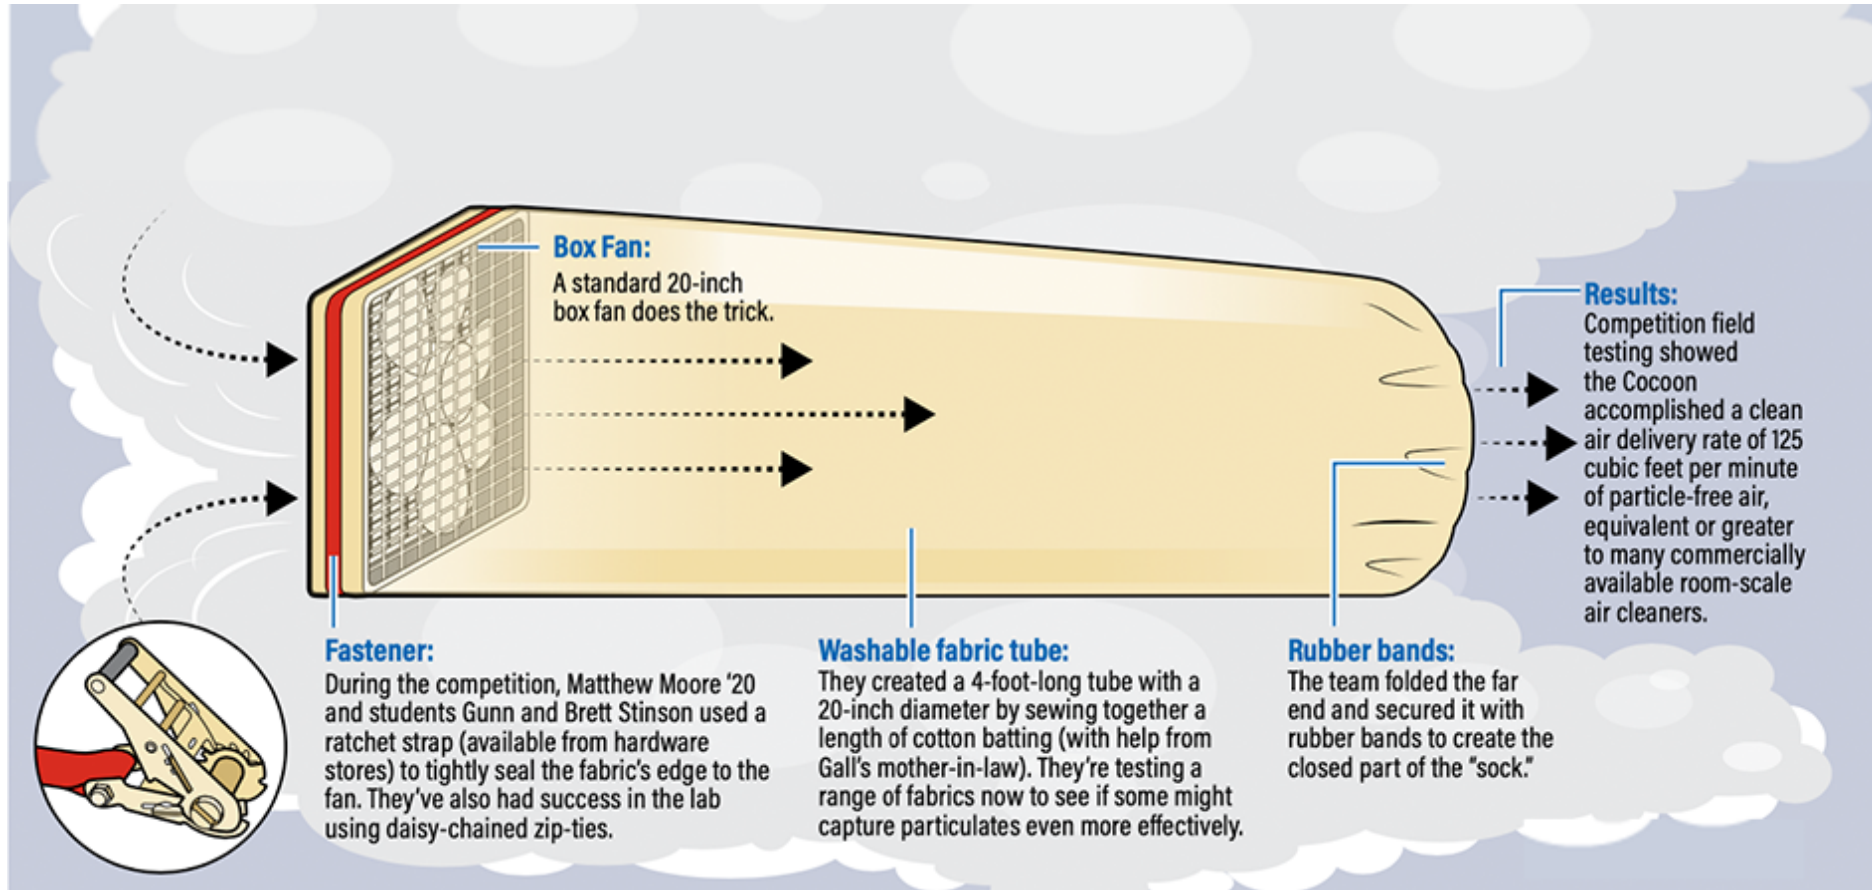 Box Fan:
A standard 20-inch
box fan does the trick.
Results:
Competition field
testing showed
the Cocoon
accomplished a clean
air delivery rate of 125
cubic feet per minute
of particle-free air,
equivalent or greater
to many commercially
available room-scale
air cleaners.
Fastener:
During the competition, Matthew Moore '20
and students Gunn and Brett Stinson used a
ratchet strap (available from hardware
stores) to tightly seal the fabric's edge to the
fan. They've also had success in the lab
using daisy-chained zip-ties.
Washable fabric tube:
They created a 4-foot-long tube with a
20-inch diameter by sewing together a
length of cotton batting (with help from
Gall's mother-in-law). They're testing a
range of fabrics now to see if some might
capture particulates even more effectively.
Rubber bands:
The team folded the far
end and secured it with
rubber bands to create the
closed part of the "sock."